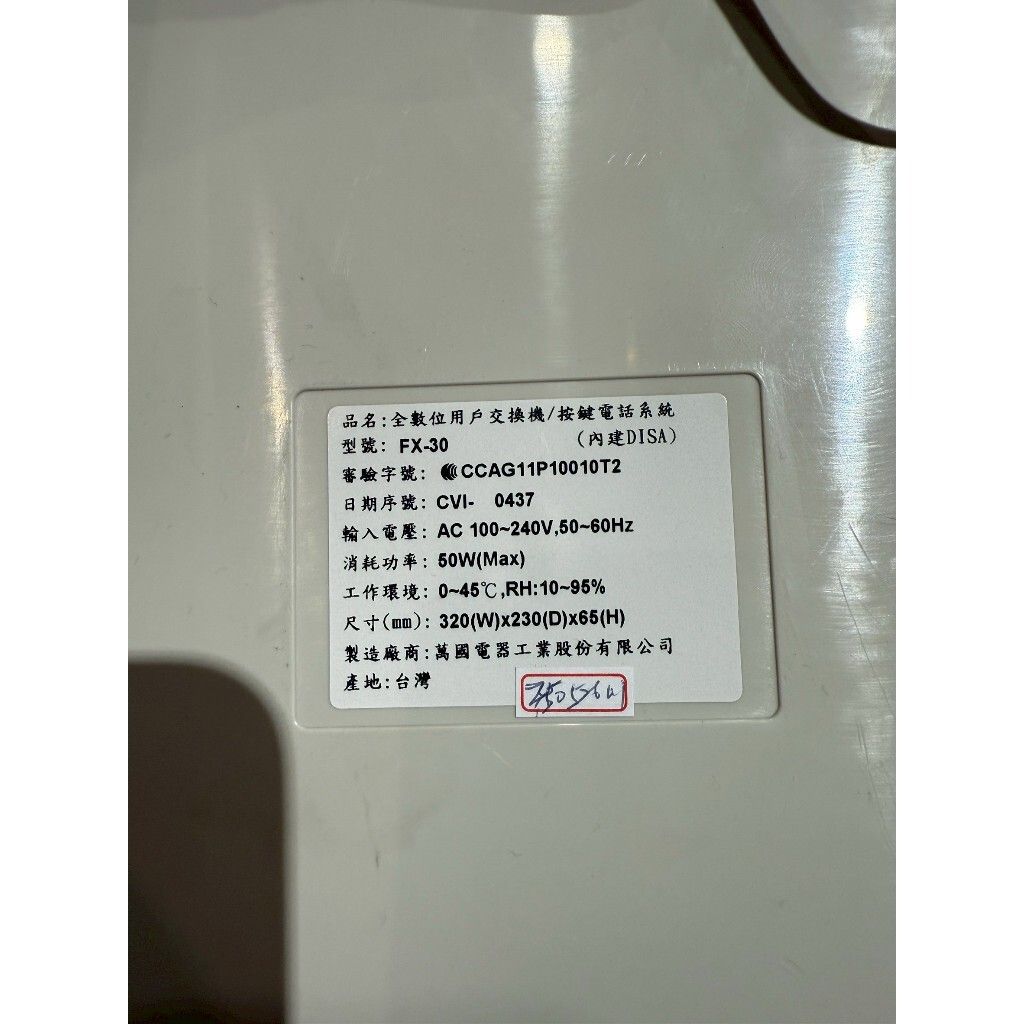 品名:全數位用戶交換機/按鍵電話系統
型號: FX-30 (內建DISA)
審驗字號: CCAG11P10010T2
日期序號: CVI- 0437
輸入電壓: AC 100~240V,50~60Hz
消耗功率: 50W(Max)
工作環境: 0~45℃,RH:10~95%
尺寸(mm): 320(W)x230(D)x65(H)
製造廠商:萬國電器工業股份有限公司
產地:台灣